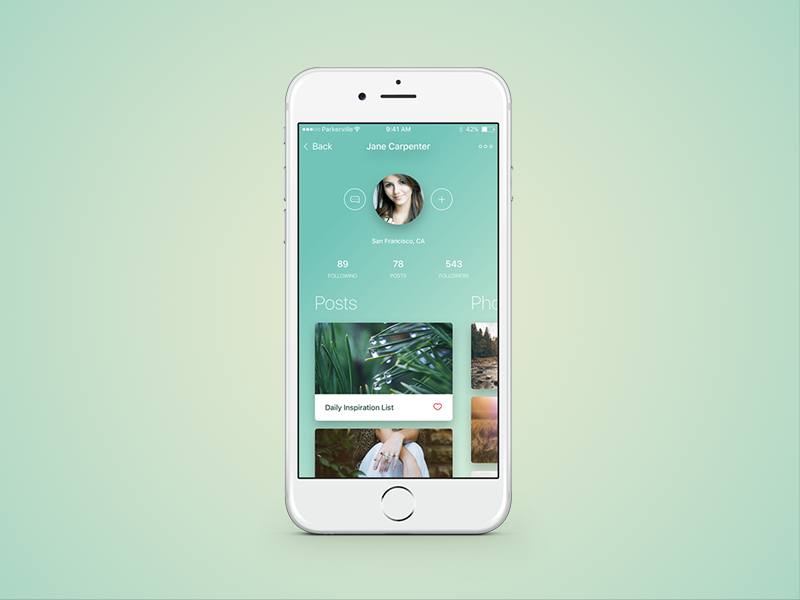 Parkerville 9:41 AM 42%
Back Jane Carpenter
San Francisco, CA
89 78 543
FOLLOWING POSTS FOLLOWERS
Posts Pho
Daily Inspiration List